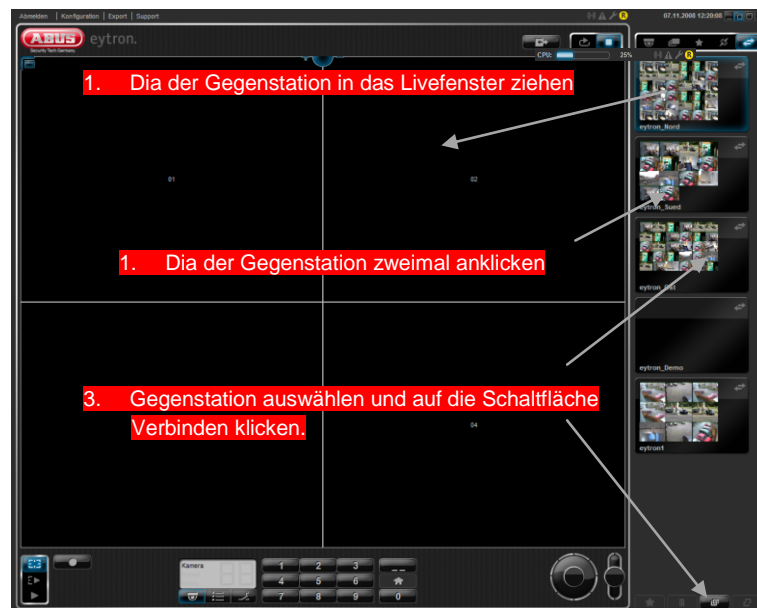 Abmelden | Konfiguration | Export | Support
07.11.2008 12:20:08
ABUS
Security Tech Germany
eytron.
CPU: 25%
R
R
1. Dia der Gegenstation in das Livefenster ziehen
eytron_Nord
01
02
eytron_Sued
1. Dia der Gegenstation zweimal anklicken
eytron_Demo
3. Gegenstation auswählen und auf die Schaltfläche
Verbinden klicken.
04
eytron1
Kamera
1 2 3 _ _
4 5 6
7 8 9 0